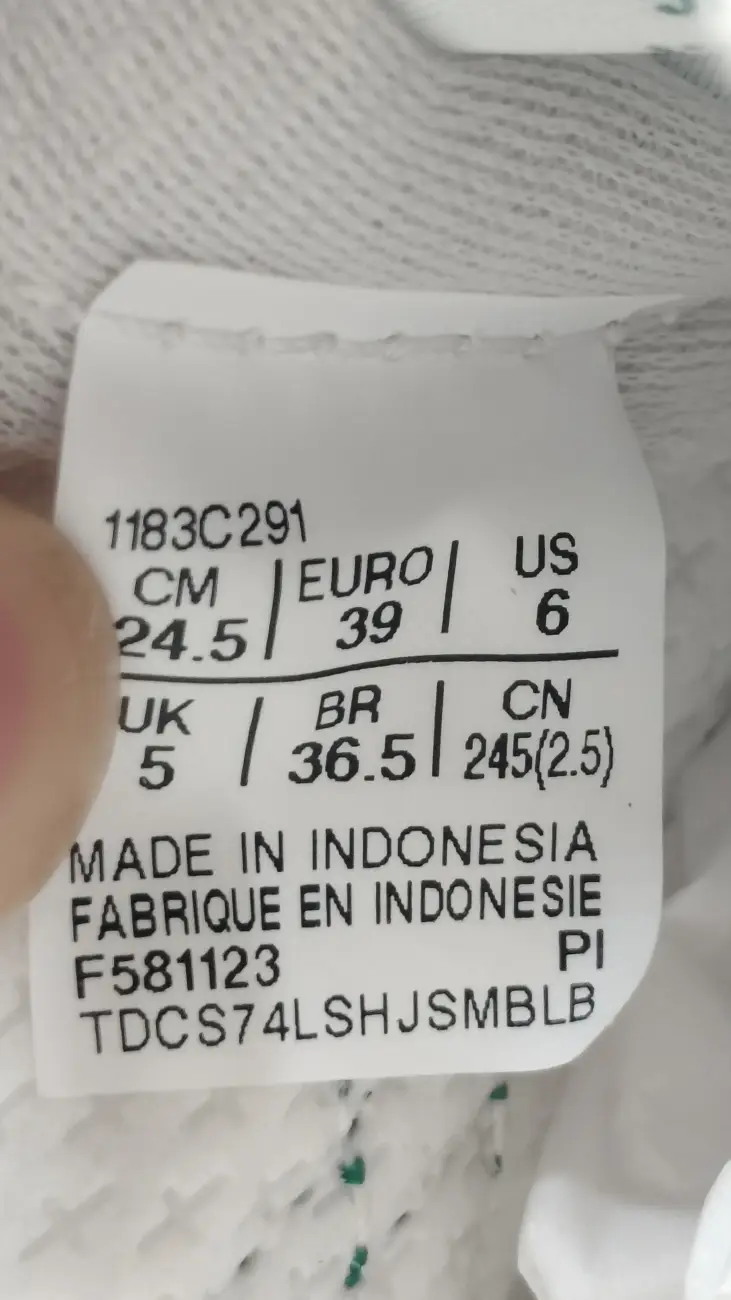 1183C291
CM | EURO | US
24.5 | 39 | 6
UK | BR | CN
5 | 36.5 | 245(2.5)
MADE IN INDONESIA
FABRIQUE EN INDONESIE
F581123 PI
TDCS74LSHJSMBLB